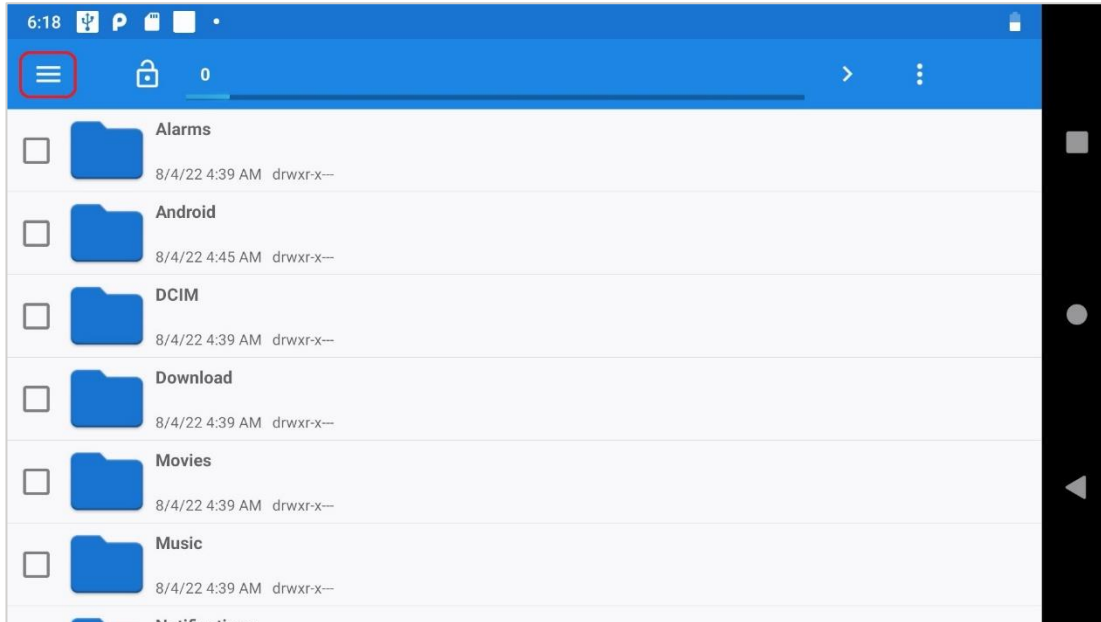 6:18
0
Alarms
8/4/22 4:39 AM drwxr-x---
Android
8/4/22 4:45 AM drwxr-x---
DCIM
8/4/22 4:39 AM drwxr-x---
Download
8/4/22 4:39 AM drwxr-x---
Movies
8/4/22 4:39 AM drwxr-x---
Music
8/4/22 4:39 AM drwxr-x---